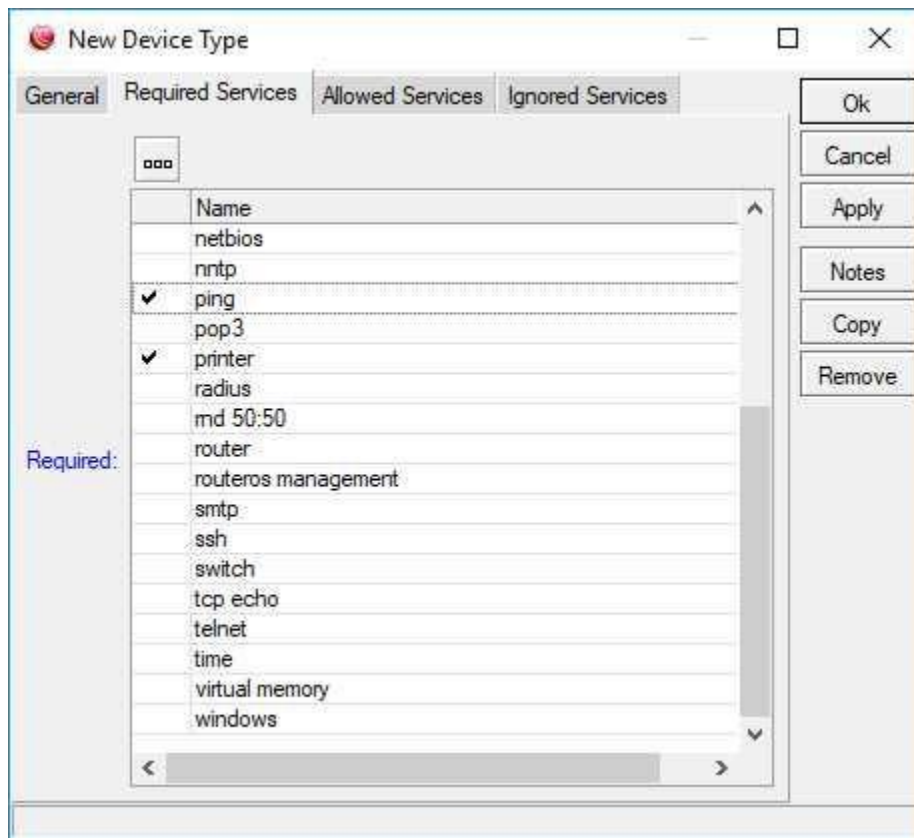 New Device Type
General Required Services Allowed Services Ignored Services
Ok
Cancel
Apply
Notes
Copy
Remove
Required:
Name
netbios
nntp
ping
pop3
printer
radius
rnd 50:50
router
routeros management
smtp
ssh
switch
tcp echo
telnet
time
virtual memory
windows